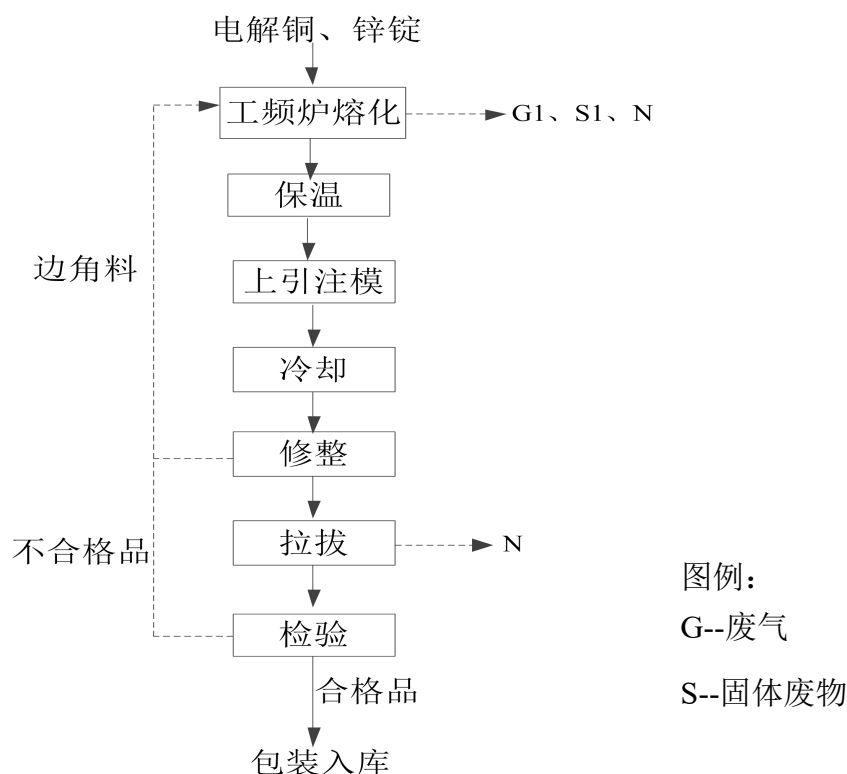 电解铜、锌锭
工频炉熔化
G1、S1、N
保温
边角料
上引注模
冷却
修整
不合格品
拉拔
N
图例：
G--废气
检验
合格品
S--固体废物
包装入库